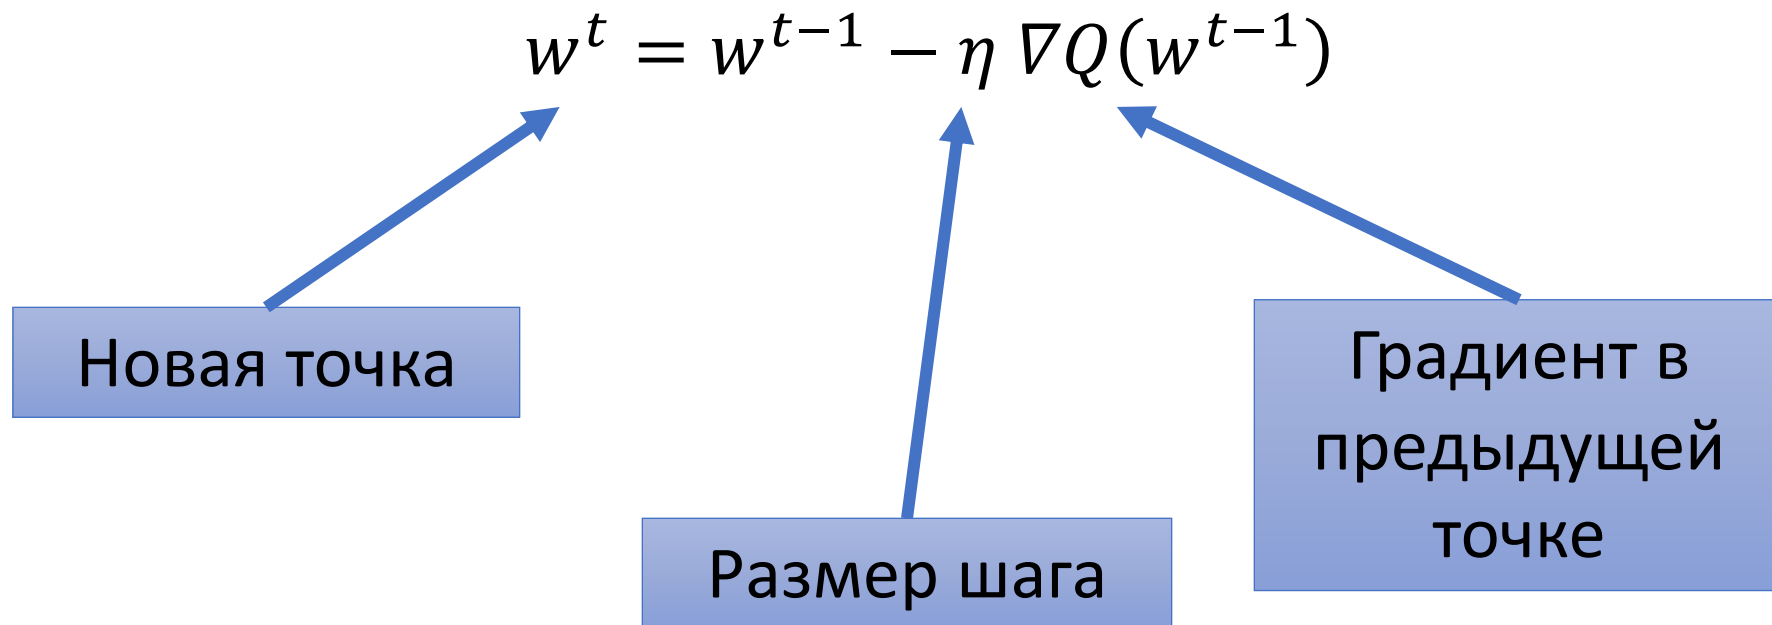 w^t = w^{t−1} − η ∇Q(w^{t−1})
Новая точка
Градиент в
предыдущей
точке
Размер шага